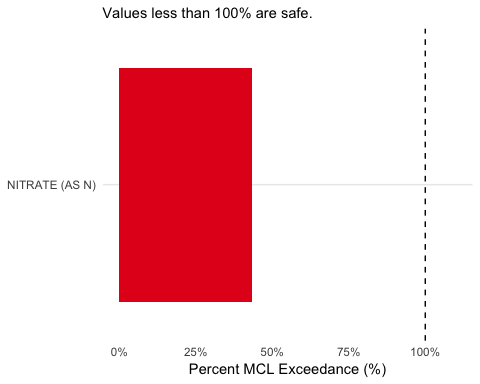 Values less than 100% are safe.
NITRATE (AS N)
0% 25% 50% 75% 100%
Percent MCL Exceedance (%)